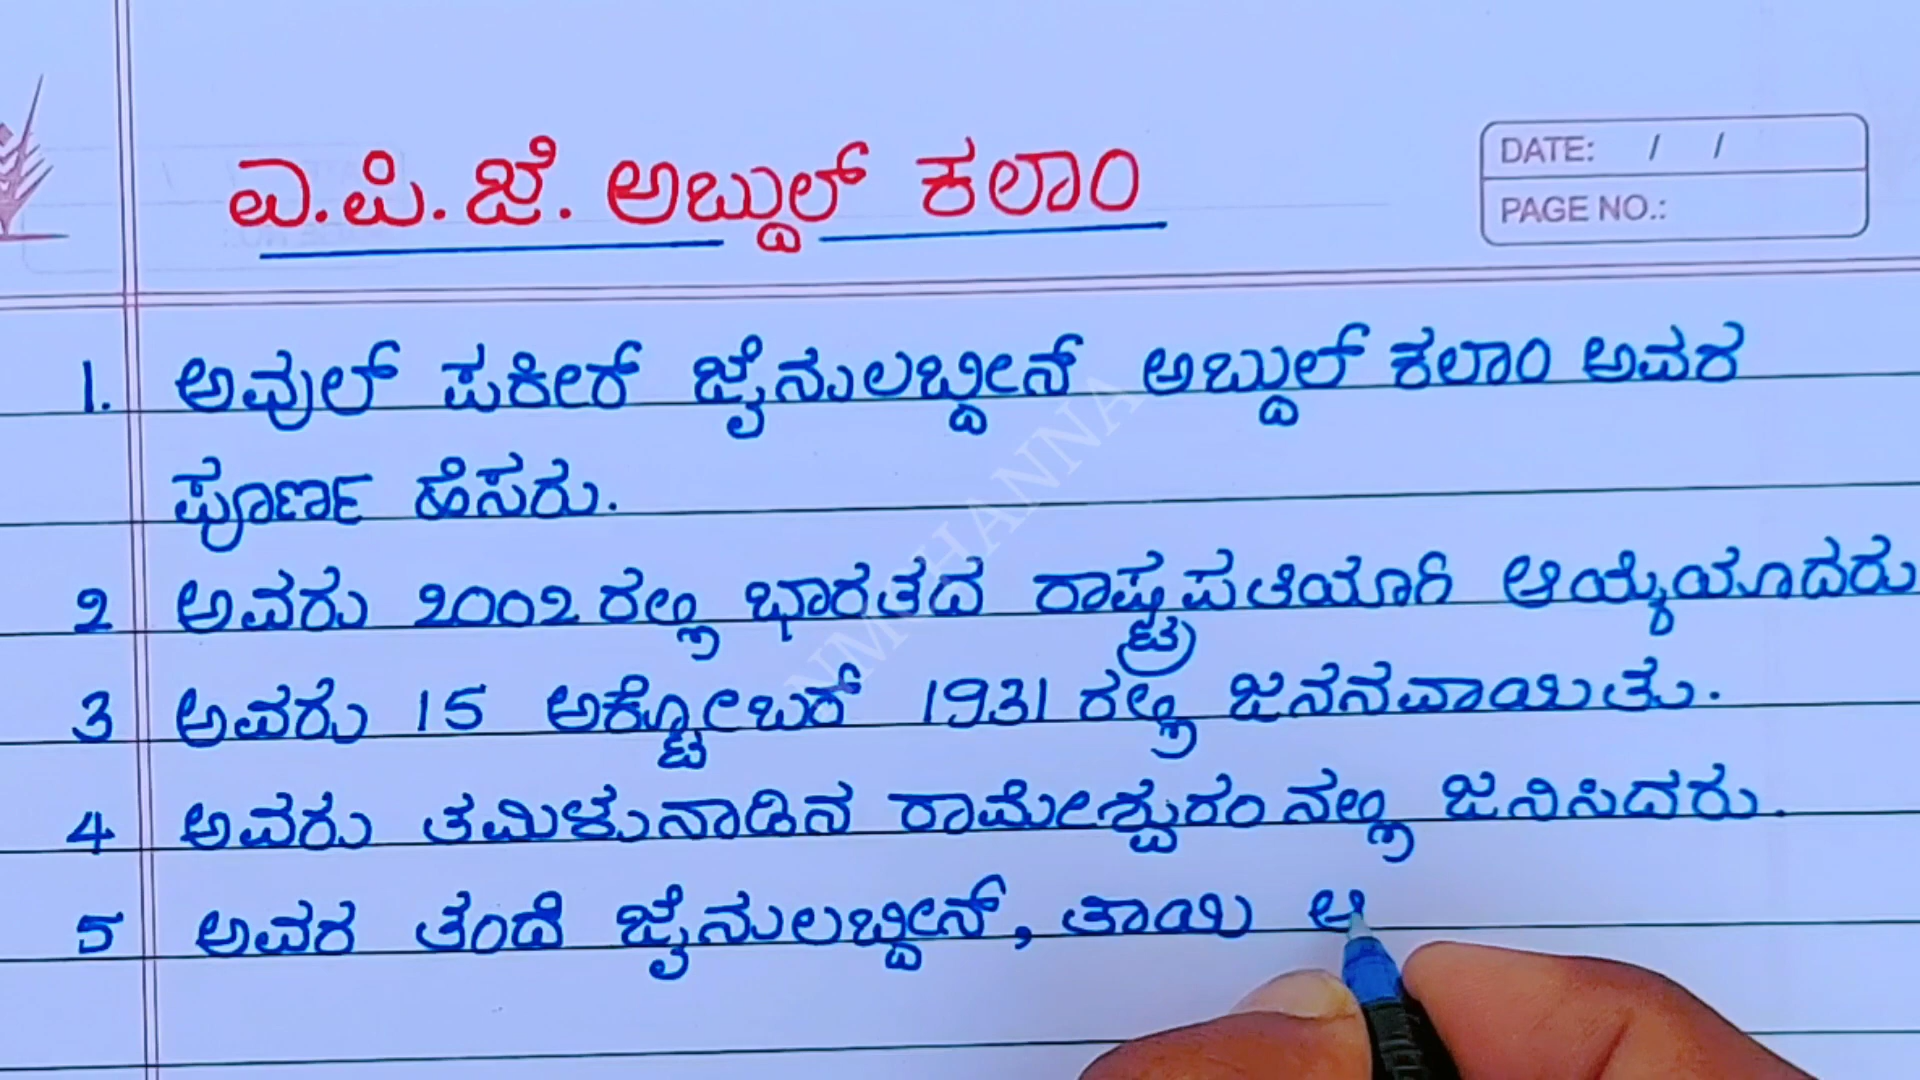 ಎ.ಪಿ.ಜೆ. ಅಬ್ದುಲ್ ಕಲಾಂ
DATE: / /
PAGE NO.:
1. ಅವುಲ್ ಪಕೀರ್ ಜೈನುಲಬ್ದೀನ್ ಅಬ್ದುಲ್ ಕಲಾಂ ಅವರ
ಪೂರ್ಣ ಹೆಸರು.
2 ಅವರು 2002 ರಲ್ಲಿ ಭಾರತದ ರಾಷ್ಟ್ರಪತಿಯಾಗಿ ಆಯ್ಕೆಯಾದರು
3 ಅವರು 15 ಅಕ್ಟೋಬರ್ 1931 ರಲ್ಲಿ ಜನನವಾಯಿತು.
4 ಅವರು ತಮಿಳುನಾಡಿನ ರಾಮೇಶ್ವರಂನಲ್ಲಿ ಜನಿಸಿದರು.
5 ಅವರ ತಂದೆ ಜೈನುಲಬ್ದೀನ್, ತಾಯಿ ಆ